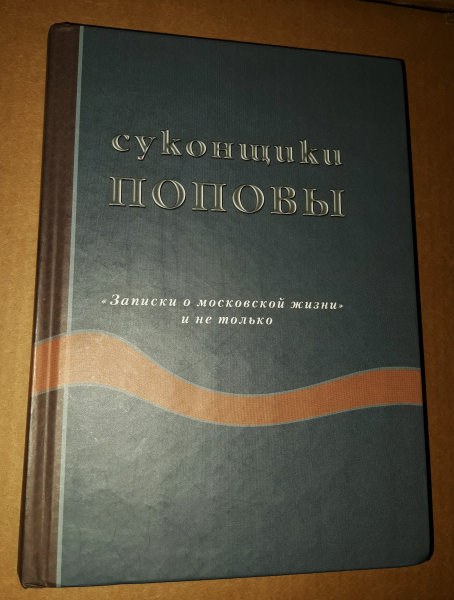 суконщики
ПОПОВЫ
«Записки о московской жизни»
и не только